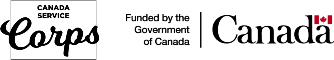 CANADA
SERVICE
Corps
Funded by the
Government
of Canada
Canada